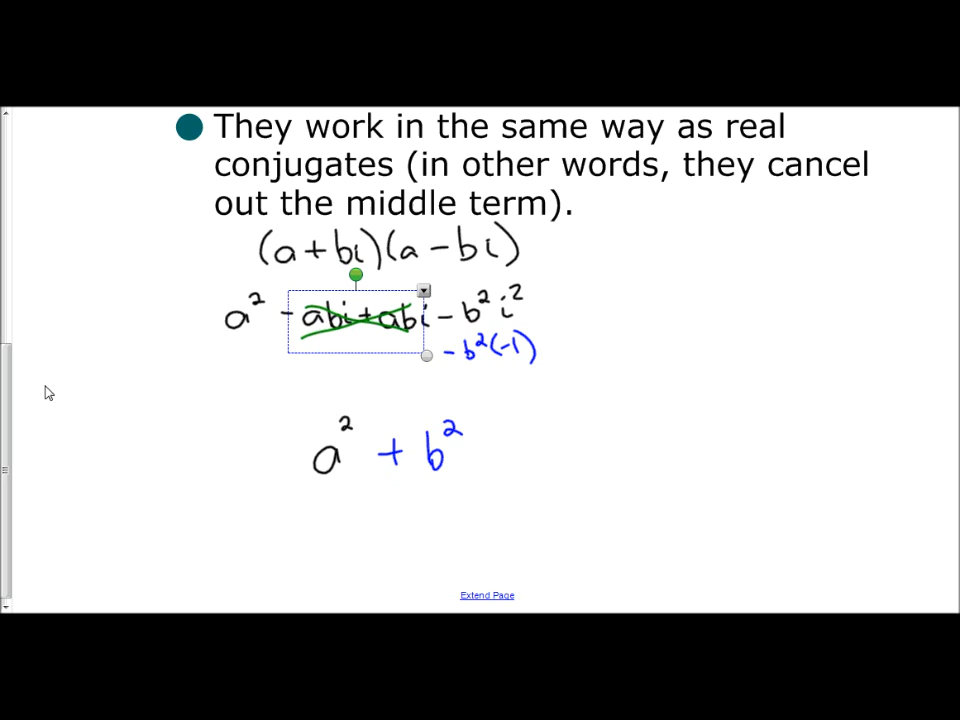 They work in the same way as real
conjugates (in other words, they cancel
out the middle term).
(a + bi)(a - bi)
a² - abi + abi - b²i²
- b²(-1)
a² + b²
Extend Page